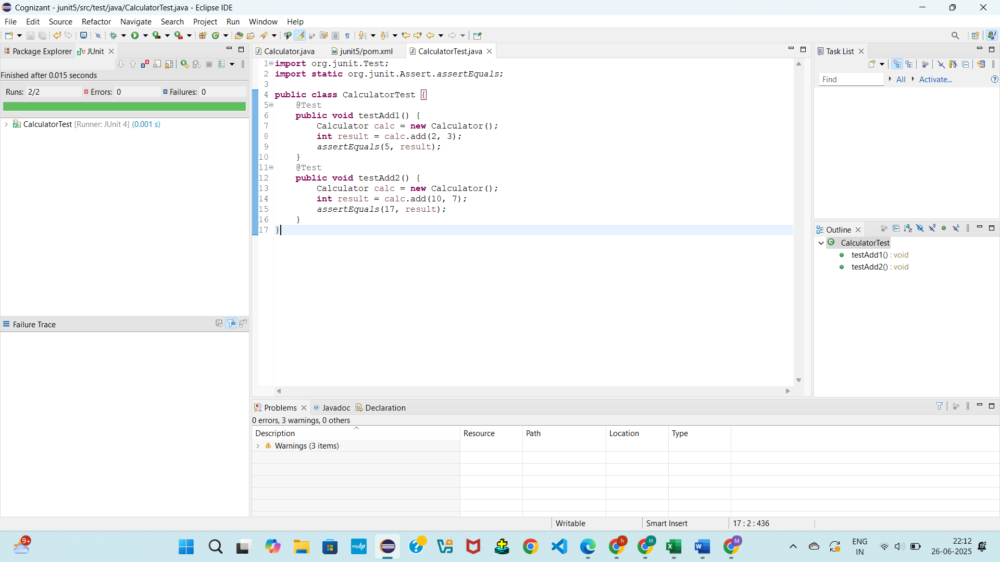 Cognizant - junit5/src/test/java/CalculatorTest.java - Eclipse IDE
File Edit Source Refactor Navigate Search Project Run Window Help
Package Explorer JUnit
Finished after 0.015 seconds
Runs: 2/2 Errors: 0 Failures: 0
CalculatorTest [Runner: JUnit 4] (0.001 s)
Failure Trace
Calculator.java junit5/pom.xml CalculatorTest.java
1 import org.junit.Test;
2 import static org.junit.Assert.assertEquals;
3
4 public class CalculatorTest {
5 @Test
6 public void testAdd1() {
7 Calculator calc = new Calculator();
8 int result = calc.add(2, 3);
9 assertEquals(5, result);
10 }
11 @Test
12 public void testAdd2() {
13 Calculator calc = new Calculator();
14 int result = calc.add(10, 7);
15 assertEquals(17, result);
16 }
17 }
Task List
Find All Activate...
Outline
CalculatorTest
testAdd1() : void
testAdd2() : void
Problems @ Javadoc Declaration
0 errors, 3 warnings, 0 others
Description Resource Path Location Type
Warnings (3 items)
Writable Smart Insert 17 : 2 : 436
9+
myhp
h
H
M
ENG
IN
22:12
26-06-2025